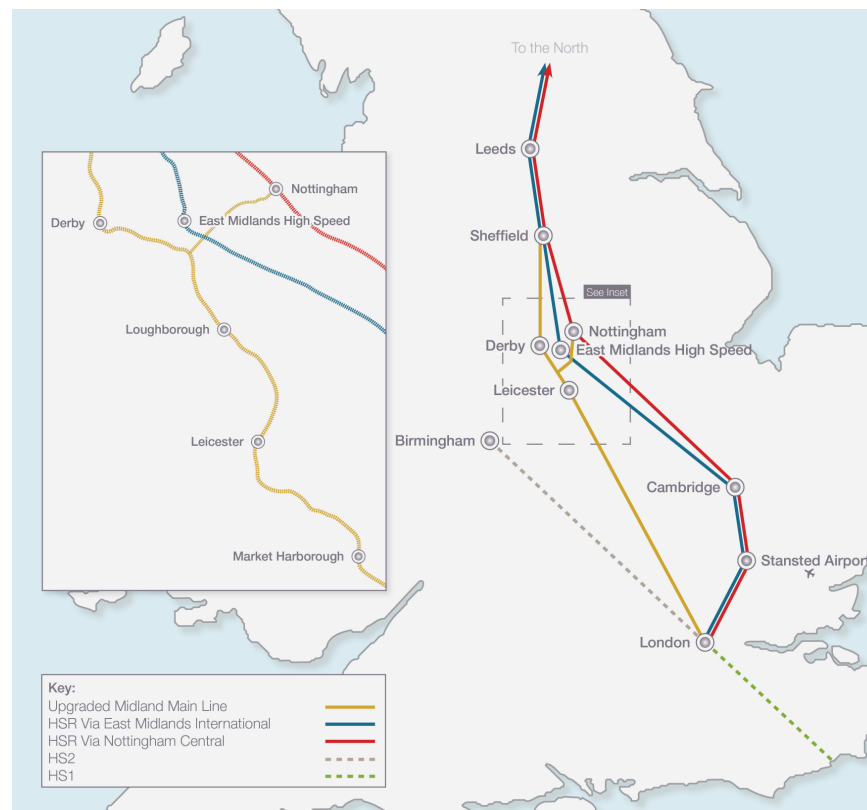 To the North
Leeds
Sheffield
See Inset
Nottingham
Derby
East Midlands High Speed
Leicester
Birmingham
Cambridge
Stansted Airport
London
Nottingham
Derby
East Midlands High Speed
Loughborough
Leicester
Market Harborough
Key:
Upgraded Midland Main Line
HSR Via East Midlands International
HSR Via Nottingham Central
HS2
HS1